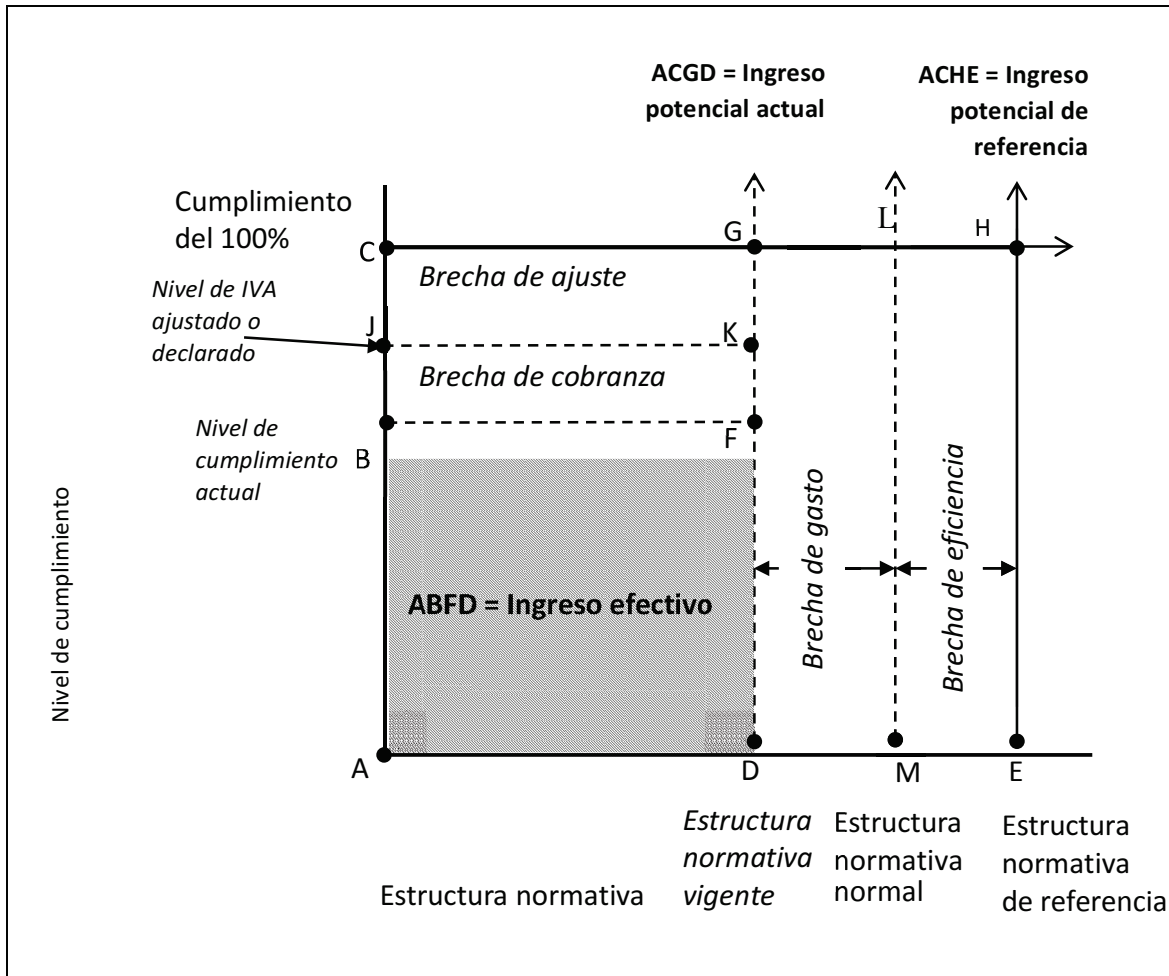 ACGD = Ingreso
potencial actual
ACHE = Ingreso
potencial de
referencia
Cumplimiento
del 100%
C
G
L
H
Brecha de ajuste
Nivel de IVA
ajustado o
declarado
J
K
Brecha de cobranza
Nivel de
cumplimiento
actual
B
F
Nivel de cumplimiento
ABFD = Ingreso efectivo
Brecha de gasto
Brecha de eficiencia
A
D
M
E
Estructura normativa
Estructura
normativa
vigente
Estructura
normativa
normal
Estructura
normativa
de referencia